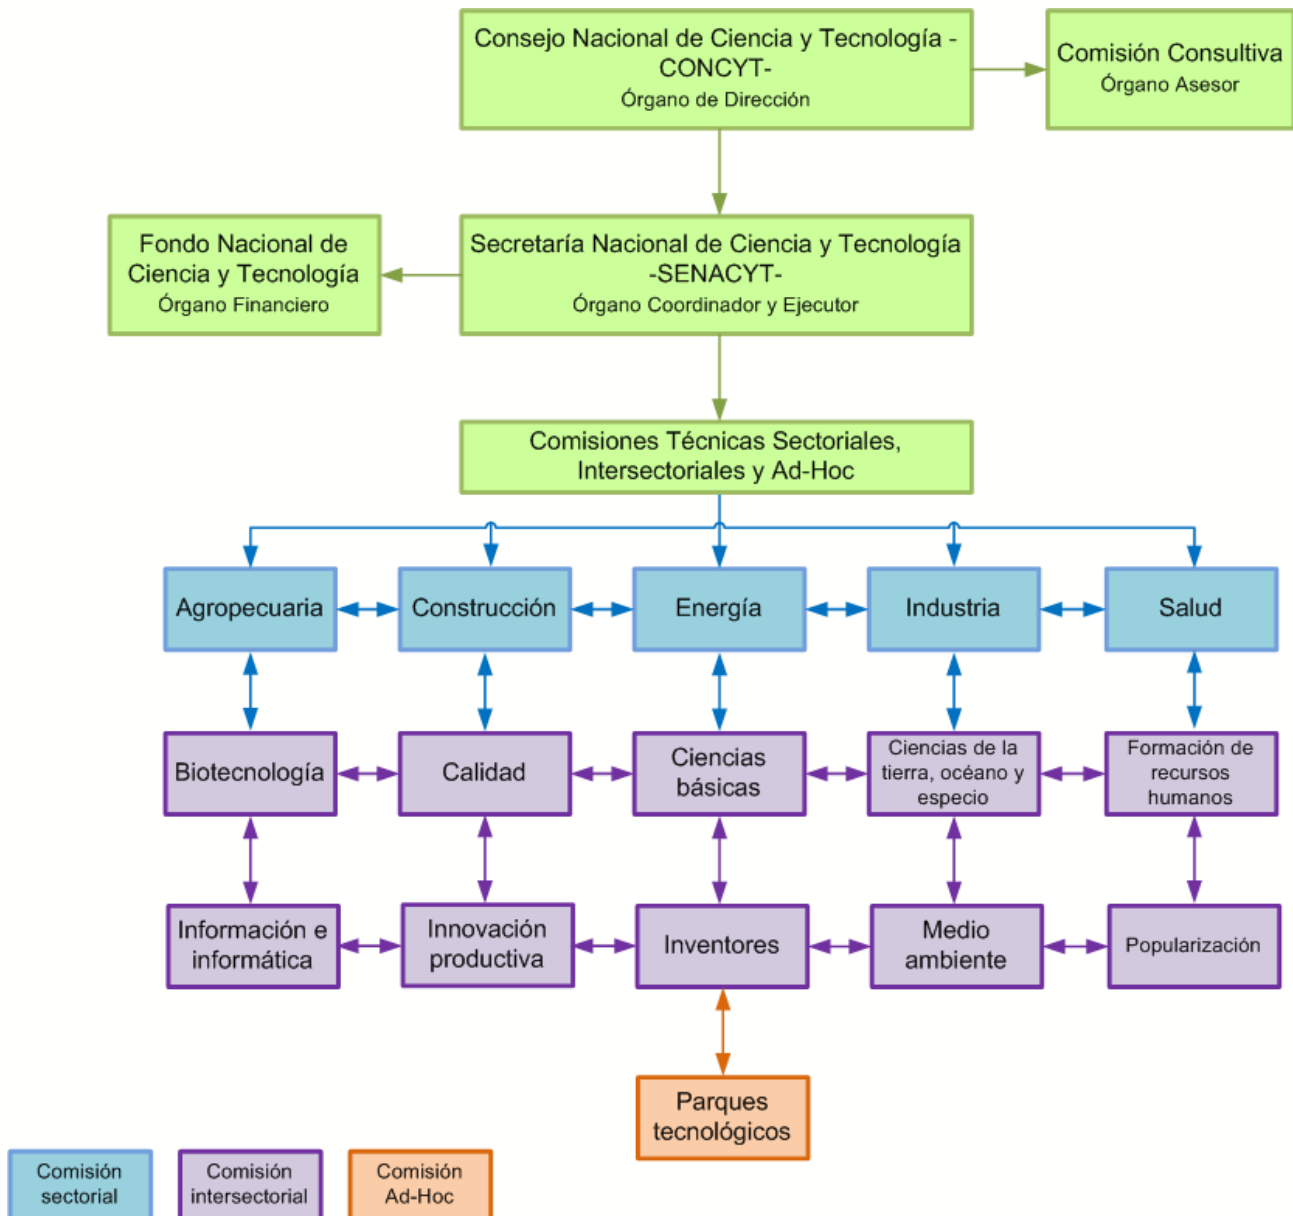 Consejo Nacional de Ciencia y Tecnología -
CONCYT-
Órgano de Dirección
Comisión Consultiva
Órgano Asesor
Fondo Nacional de
Ciencia y Tecnología
Órgano Financiero
Secretaría Nacional de Ciencia y Tecnología
-SENACYT-
Órgano Coordinador y Ejecutor
Comisiones Técnicas Sectoriales,
Intersectoriales y Ad-Hoc
Agropecuaria
Construcción
Energía
Industria
Salud
Biotecnología
Calidad
Ciencias
básicas
Ciencias de la
tierra, océano y
especio
Formación de
recursos
humanos
Información e
informática
Innovación
productiva
Inventores
Medio
ambiente
Popularización
Parques
tecnológicos
Comisión
sectorial
Comisión
intersectorial
Comisión
Ad-Hoc